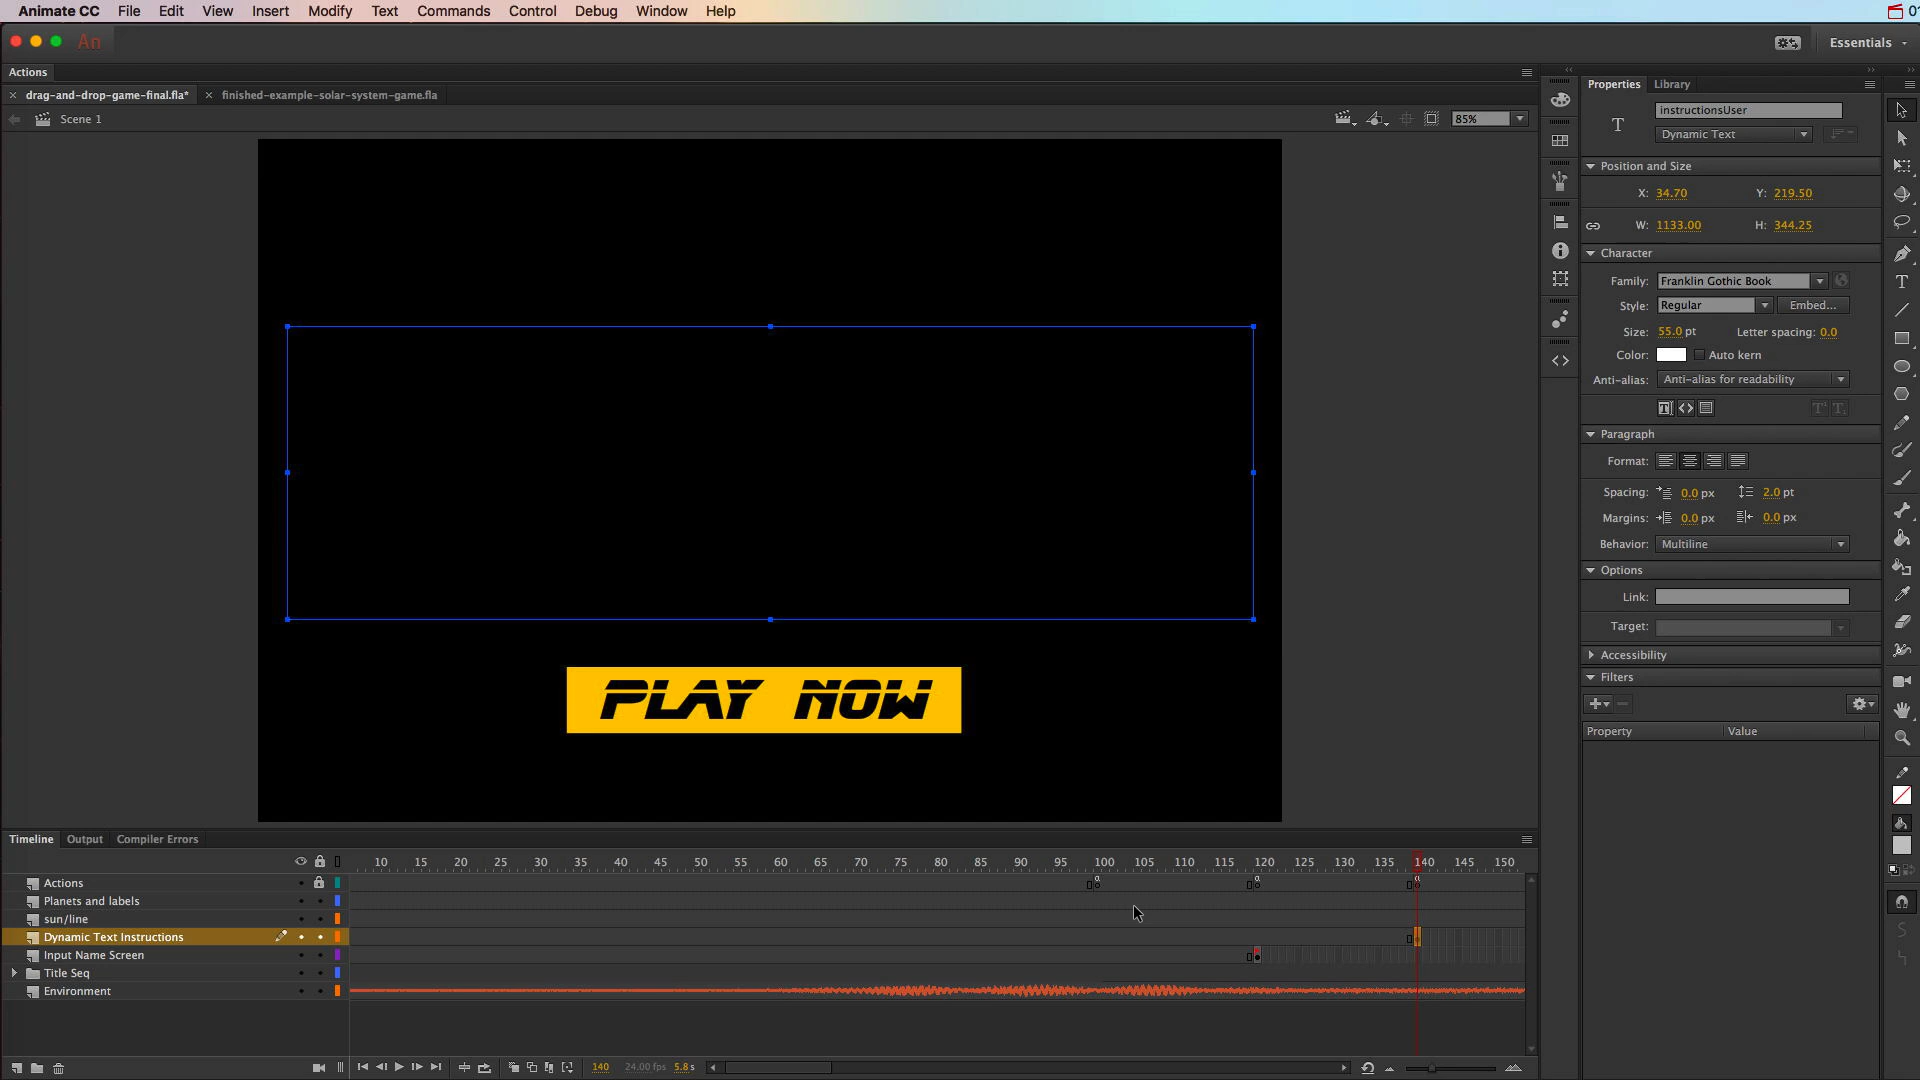 Animate CC File Edit View Insert Modify Text Commands Control Debug Window Help 01
An Essentials
Actions
drag-and-drop-game-final.fla* finished-example-solar-system-game.fla
Scene 1 85%
PLAY NOW
Properties Library
instructionsUser
T Dynamic Text
Position and Size
X: 34.70 Y: 219.50
W: 1133.00 H: 344.25
Character
Family: Franklin Gothic Book
Style: Regular Embed...
Size: 55.0 pt Letter spacing: 0.0
Color: Auto kern
Anti-alias: Anti-alias for readability
Paragraph
Format:
Spacing: 0.0 px 2.0 pt
Margins: 0.0 px 0.0 px
Behavior: Multiline
Options
Link:
Target:
Accessibility
Filters
Property Value
Timeline Output Compiler Errors
10 15 20 25 30 35 40 45 50 55 60 65 70 75 80 85 90 95 100 105 110 115 120 125 130 135 140 145 150
Actions
Planets and labels
sun/line
Dynamic Text Instructions
Input Name Screen
Title Seq
Environment
140 24.00 fps 5.8 s